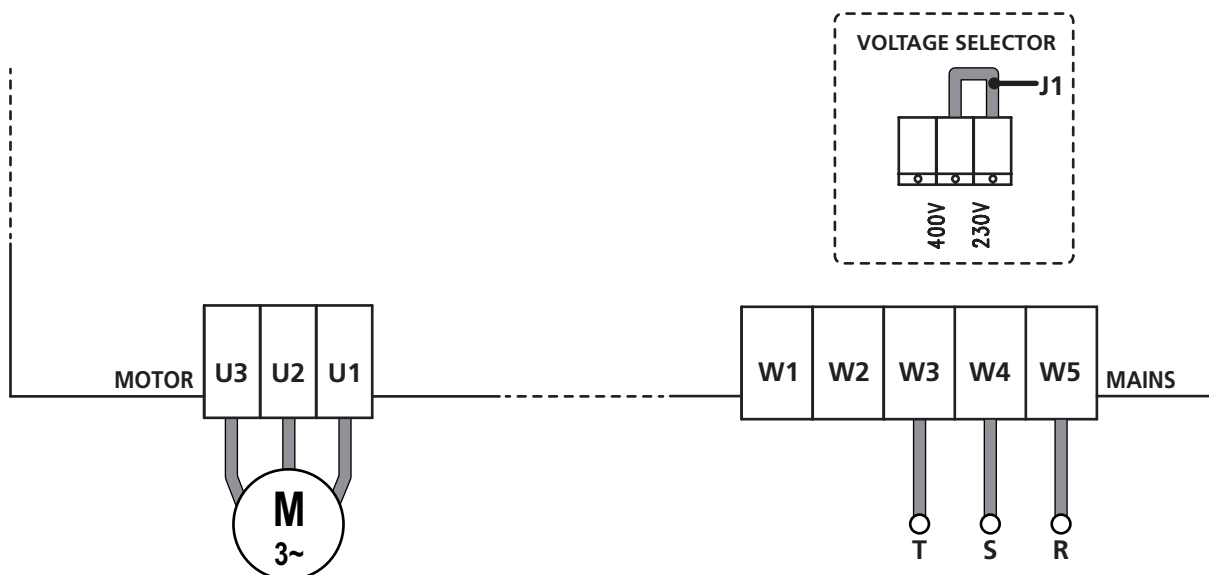 VOLTAGE SELECTOR
J1
400V
230V
MOTOR U3 U2 U1
W1 W2 W3 W4 W5 MAINS
M
3~
T S R